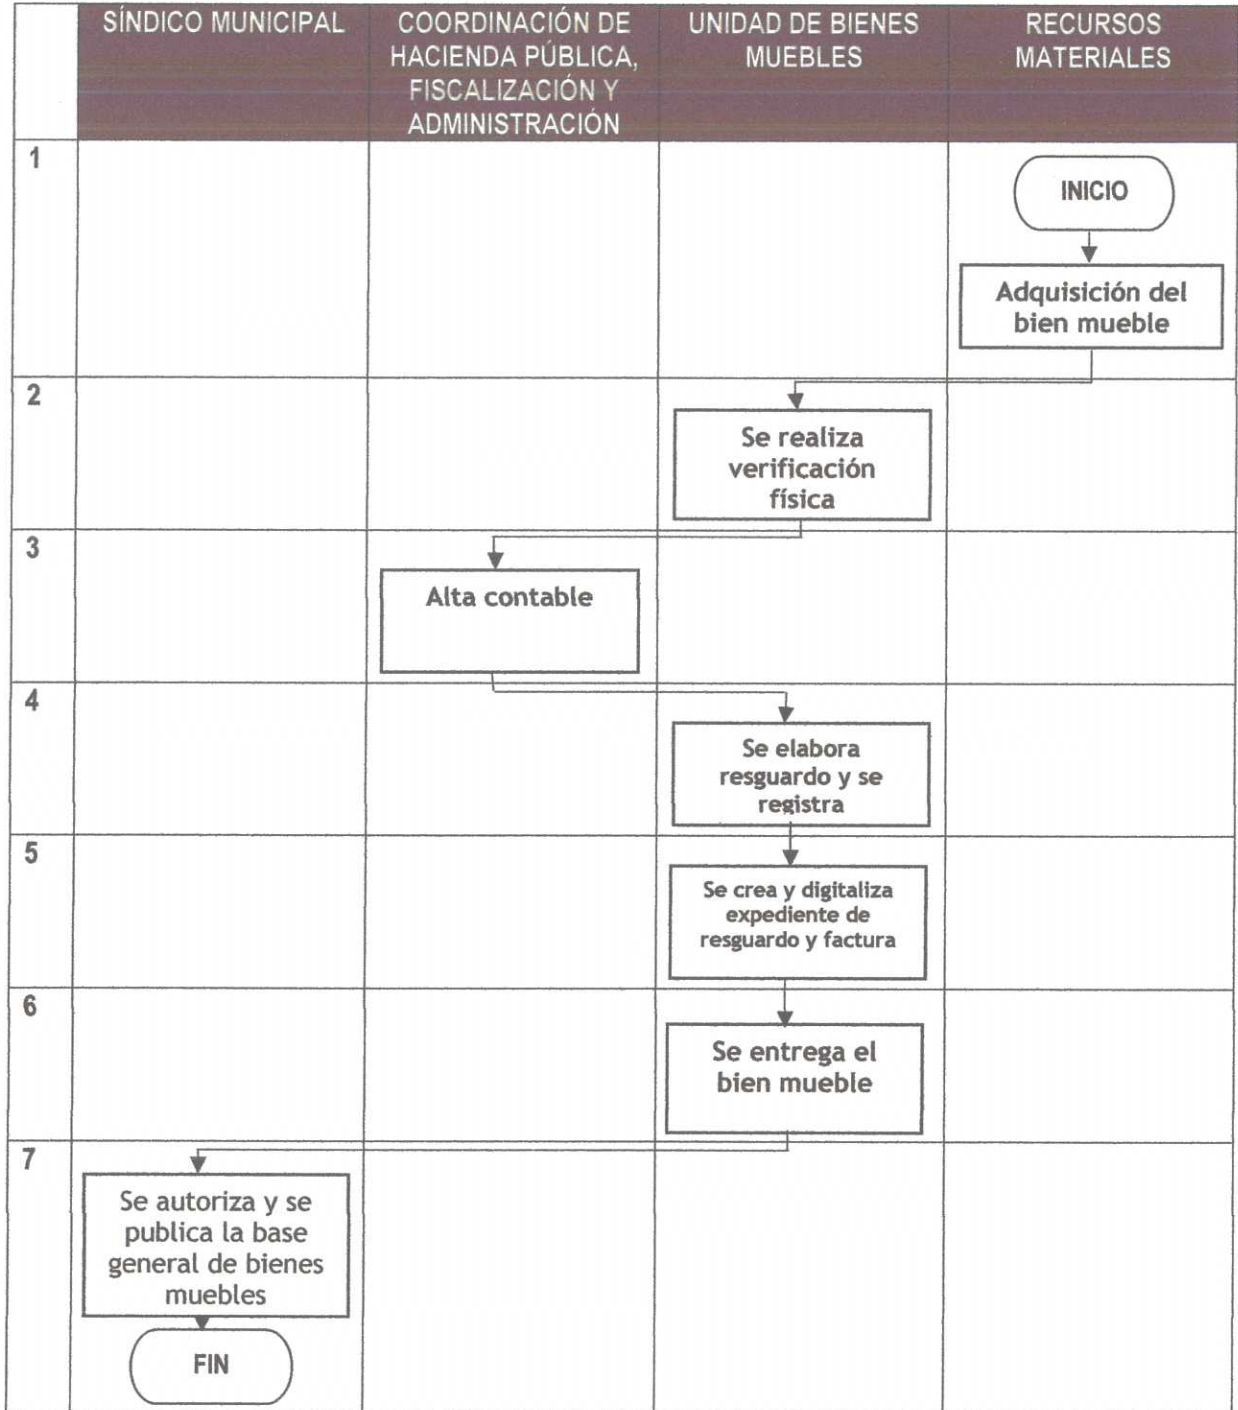 SÍNDICO MUNICIPAL
COORDINACIÓN DE
HACIENDA PÚBLICA,
FISCALIZACIÓN Y
ADMINISTRACIÓN
UNIDAD DE BIENES
MUEBLES
RECURSOS
MATERIALES
1
INICIO
Adquisición del
bien mueble
2
Se realiza
verificación
física
3
Alta contable
4
Se elabora
resguardo y se
registra
5
Se crea y digitaliza
expediente de
resguardo y factura
6
Se entrega el
bien mueble
7
Se autoriza y se
publica la base
general de bienes
muebles
FIN